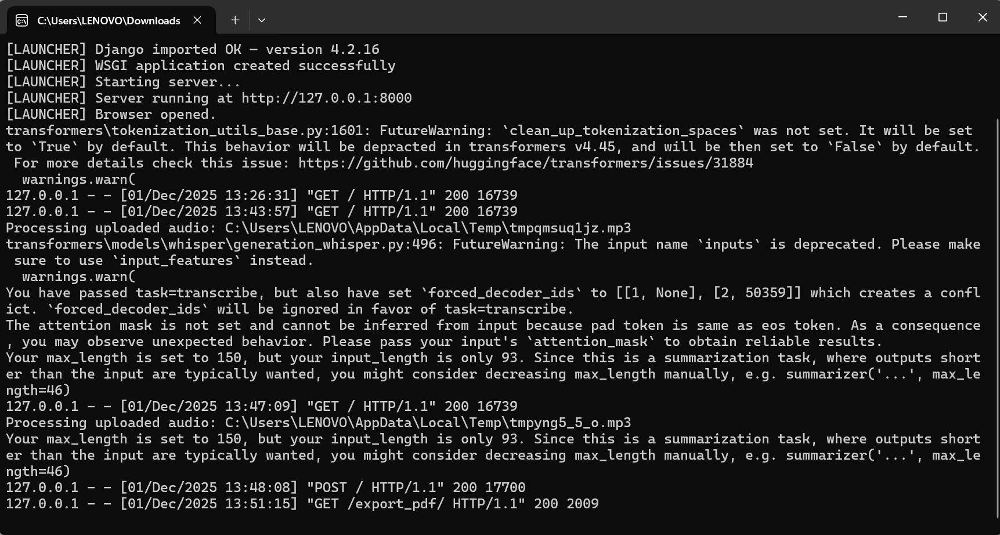 C:\Users\LENOVO\Downloads
[LAUNCHER] Django imported OK — version 4.2.16
[LAUNCHER] WSGI application created successfully
[LAUNCHER] Starting server...
[LAUNCHER] Server running at http://127.0.0.1:8000
[LAUNCHER] Browser opened.
transformers\tokenization_utils_base.py:1601: FutureWarning: `clean_up_tokenization_spaces` was not set. It will be set
to `True` by default. This behavior will be depracted in transformers v4.45, and will be then set to `False` by default.
 For more details check this issue: https://github.com/huggingface/transformers/issues/31884
  warnings.warn(
127.0.0.1 - - [01/Dec/2025 13:26:31] "GET / HTTP/1.1" 200 16739
127.0.0.1 - - [01/Dec/2025 13:43:57] "GET / HTTP/1.1" 200 16739
Processing uploaded audio: C:\Users\LENOVO\AppData\Local\Temp\tmpqmsuq1jz.mp3
transformers\models\whisper\generation_whisper.py:496: FutureWarning: The input name `inputs` is deprecated. Please make
 sure to use `input_features` instead.
  warnings.warn(
You have passed task=transcribe, but also have set `forced_decoder_ids` to [[1, None], [2, 50359]] which creates a confl
ict. `forced_decoder_ids` will be ignored in favor of task=transcribe.
The attention mask is not set and cannot be inferred from input because pad token is same as eos token. As a consequence
, you may observe unexpected behavior. Please pass your input's `attention_mask` to obtain reliable results.
Your max_length is set to 150, but your input_length is only 93. Since this is a summarization task, where outputs short
er than the input are typically wanted, you might consider decreasing max_length manually, e.g. summarizer('...', max_le
ngth=46)
127.0.0.1 - - [01/Dec/2025 13:47:09] "GET / HTTP/1.1" 200 16739
Processing uploaded audio: C:\Users\LENOVO\AppData\Local\Temp\tmpyng5_5_o.mp3
Your max_length is set to 150, but your input_length is only 93. Since this is a summarization task, where outputs short
er than the input are typically wanted, you might consider decreasing max_length manually, e.g. summarizer('...', max_le
ngth=46)
127.0.0.1 - - [01/Dec/2025 13:48:08] "POST / HTTP/1.1" 200 17700
127.0.0.1 - - [01/Dec/2025 13:51:15] "GET /export_pdf/ HTTP/1.1" 200 2009